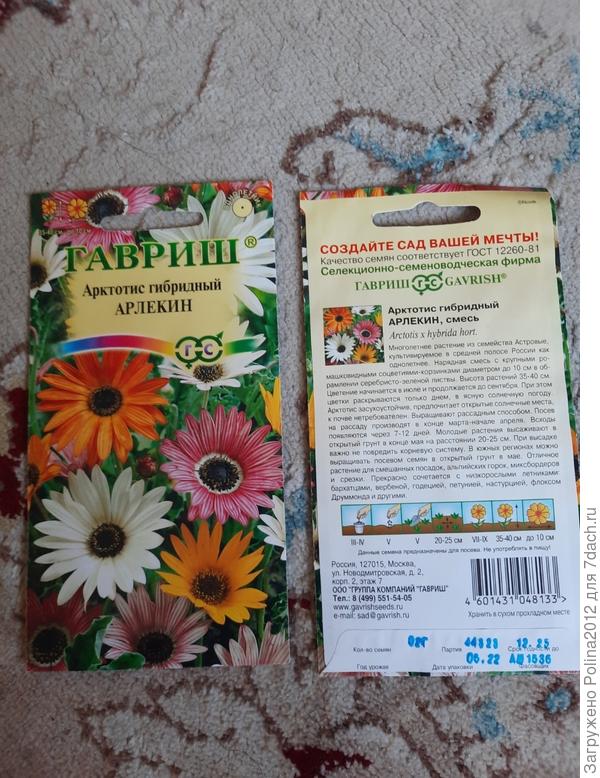 ОДНОЛЕТНИК
ГАВРИШ®
Арктотис гибридный
АРЛЕКИН
СОЗДАЙТЕ САД ВАШЕЙ МЕЧТЫ!
Качество семян соответствует ГОСТ 12260-81
Селекционно-семеноводческая фирма
ГАВРИШ ГС GAVRISH®
Арктотис гибридный
АРЛЕКИН, смесь
Arctotis x hybrida hort.
Многолетнее растение из семейства Астровые,
культивируемое в средней полосе России как
однолетнее. Нарядная смесь с крупными ро-
машковидными соцветиями-корзинками диаметром до 10 см в об-
рамлении серебристо-зеленой листвы. Высота растений 35-40 см.
Цветение начинается в июле и продолжается до сентября. При этом
цветки раскрываются только днем, в ясную солнечную погоду.
Арктотис засухоустойчив, предпочитает открытые солнечные места,
к почве нетребователен. Выращивают рассадным способом. Посев
на рассаду производят в конце марта-начале апреля. Всходы
появляются через 7-12 дней. Молодые растения высаживают в
открытый грунт в конце мая на расстоянии 20-25 см. При высадке
важно не повредить корневую систему. В южных регионах можно
выращивать посевом семян в открытый грунт в мае. Отличное
растение для смешанных посадок, альпийских горок, миксбордеров
и срезки. Прекрасно сочетается с низкорослыми летниками:
бархатцами, вербеной, годецией, петунией, настурцией, флоксом
Друммонда и другими.
III-IV V V 20-25 см VII-IX 35-40 см до 10 см
Данные семена предназначены для посева. Не употреблять в пищу!
Россия, 127015, Москва,
ул. Новодмитровская, д. 2,
корп. 2, этаж 7
ООО "ГРУППА КОМПАНИЙ "ГАВРИШ"
Тел.: 8 (499) 551-54-05
www.gavrishseeds.ru
e-mail: sad@gavrish.ru
4 601431 048133
Хранить в сухом прохладном месте
Кол-во семян Партия 12.25 Срок годности до
Год урожая Дата упаковки 06.22 Фасовщик
Загружено Polina2012 для 7dach.ru